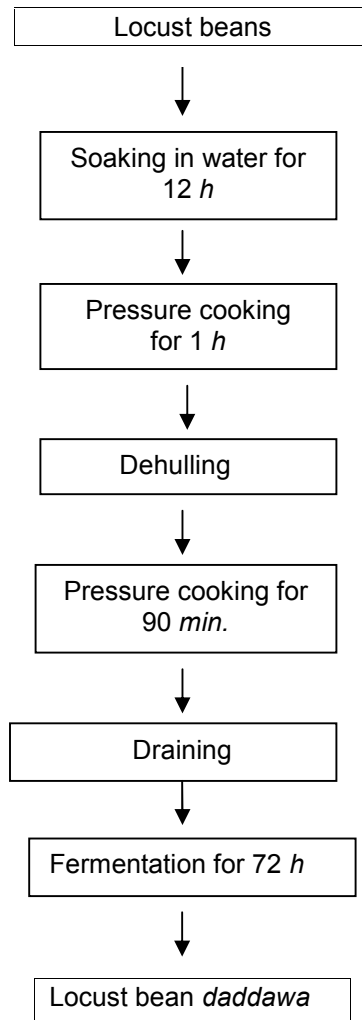 Locust beans
Soaking in water for
12 h
Pressure cooking
for 1 h
Dehulling
Pressure cooking for
90 min.
Draining
Fermentation for 72 h
Locust bean daddawa